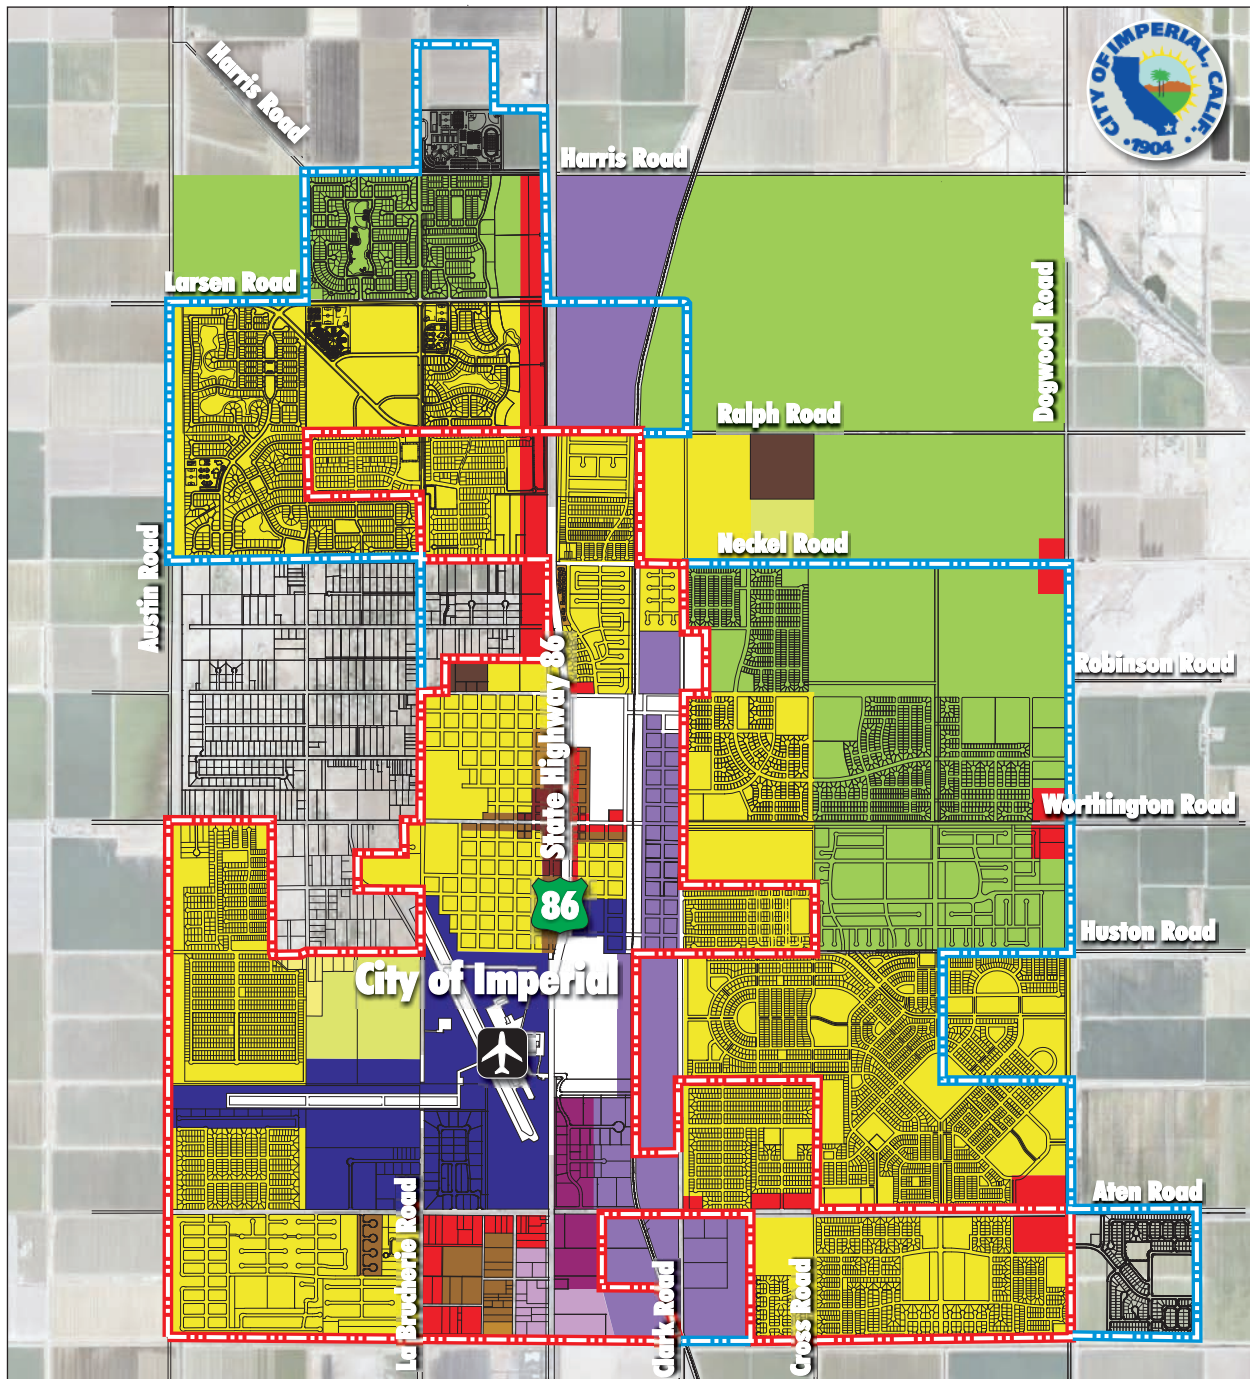 CITY OF IMPERIAL, CALIF.
• 1904 •
Harris Road
Harris Road
Larsen Road
Dogwood Road
Ralph Road
Neckel Road
Austin Road
State Highway 86
Robinson Road
Worthington Road
86
Huston Road
City of Imperial
Aten Road
La Brucherie Road
Clark Road
Cross Road